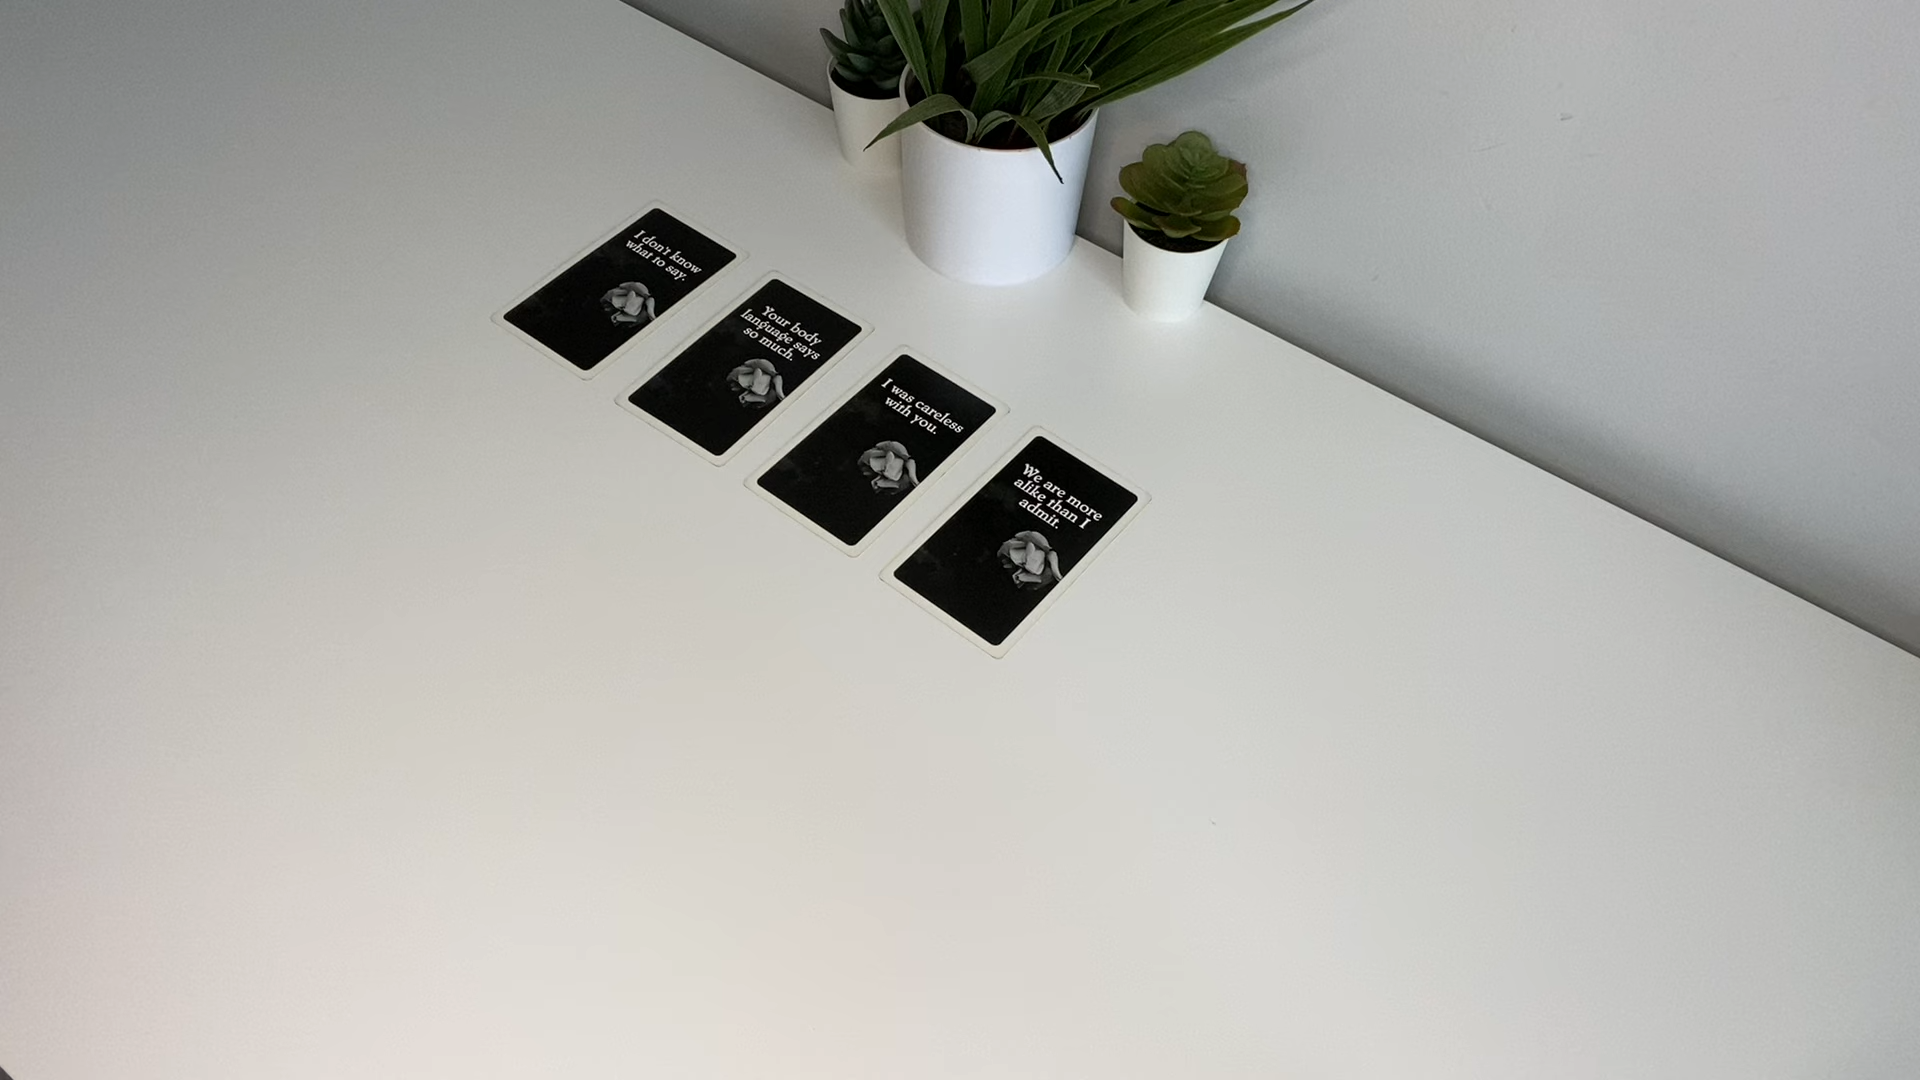 I don't know
what to say.
Your body
language says
so much.
I was careless
with you.
We are more
alike than I
admit.